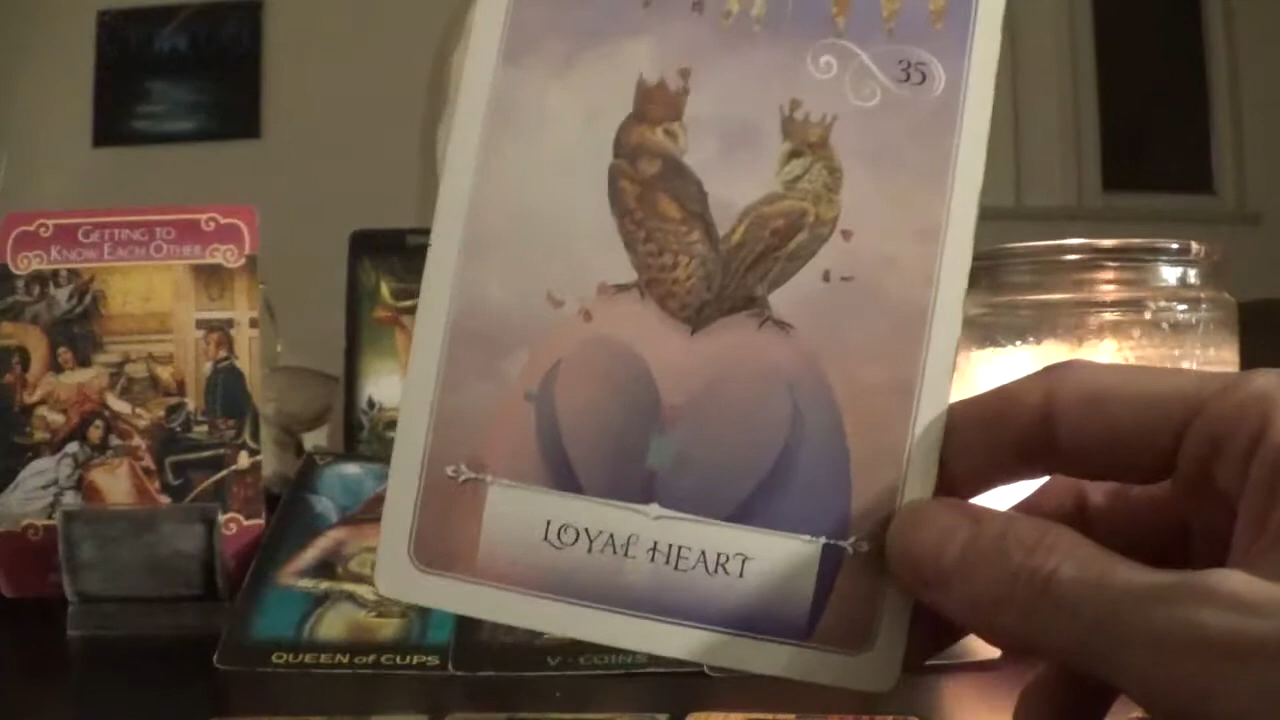 35
GETTING TO
KNOW EACH OTHER
LOYAL HEART
QUEEN of CUPS
V - COINS